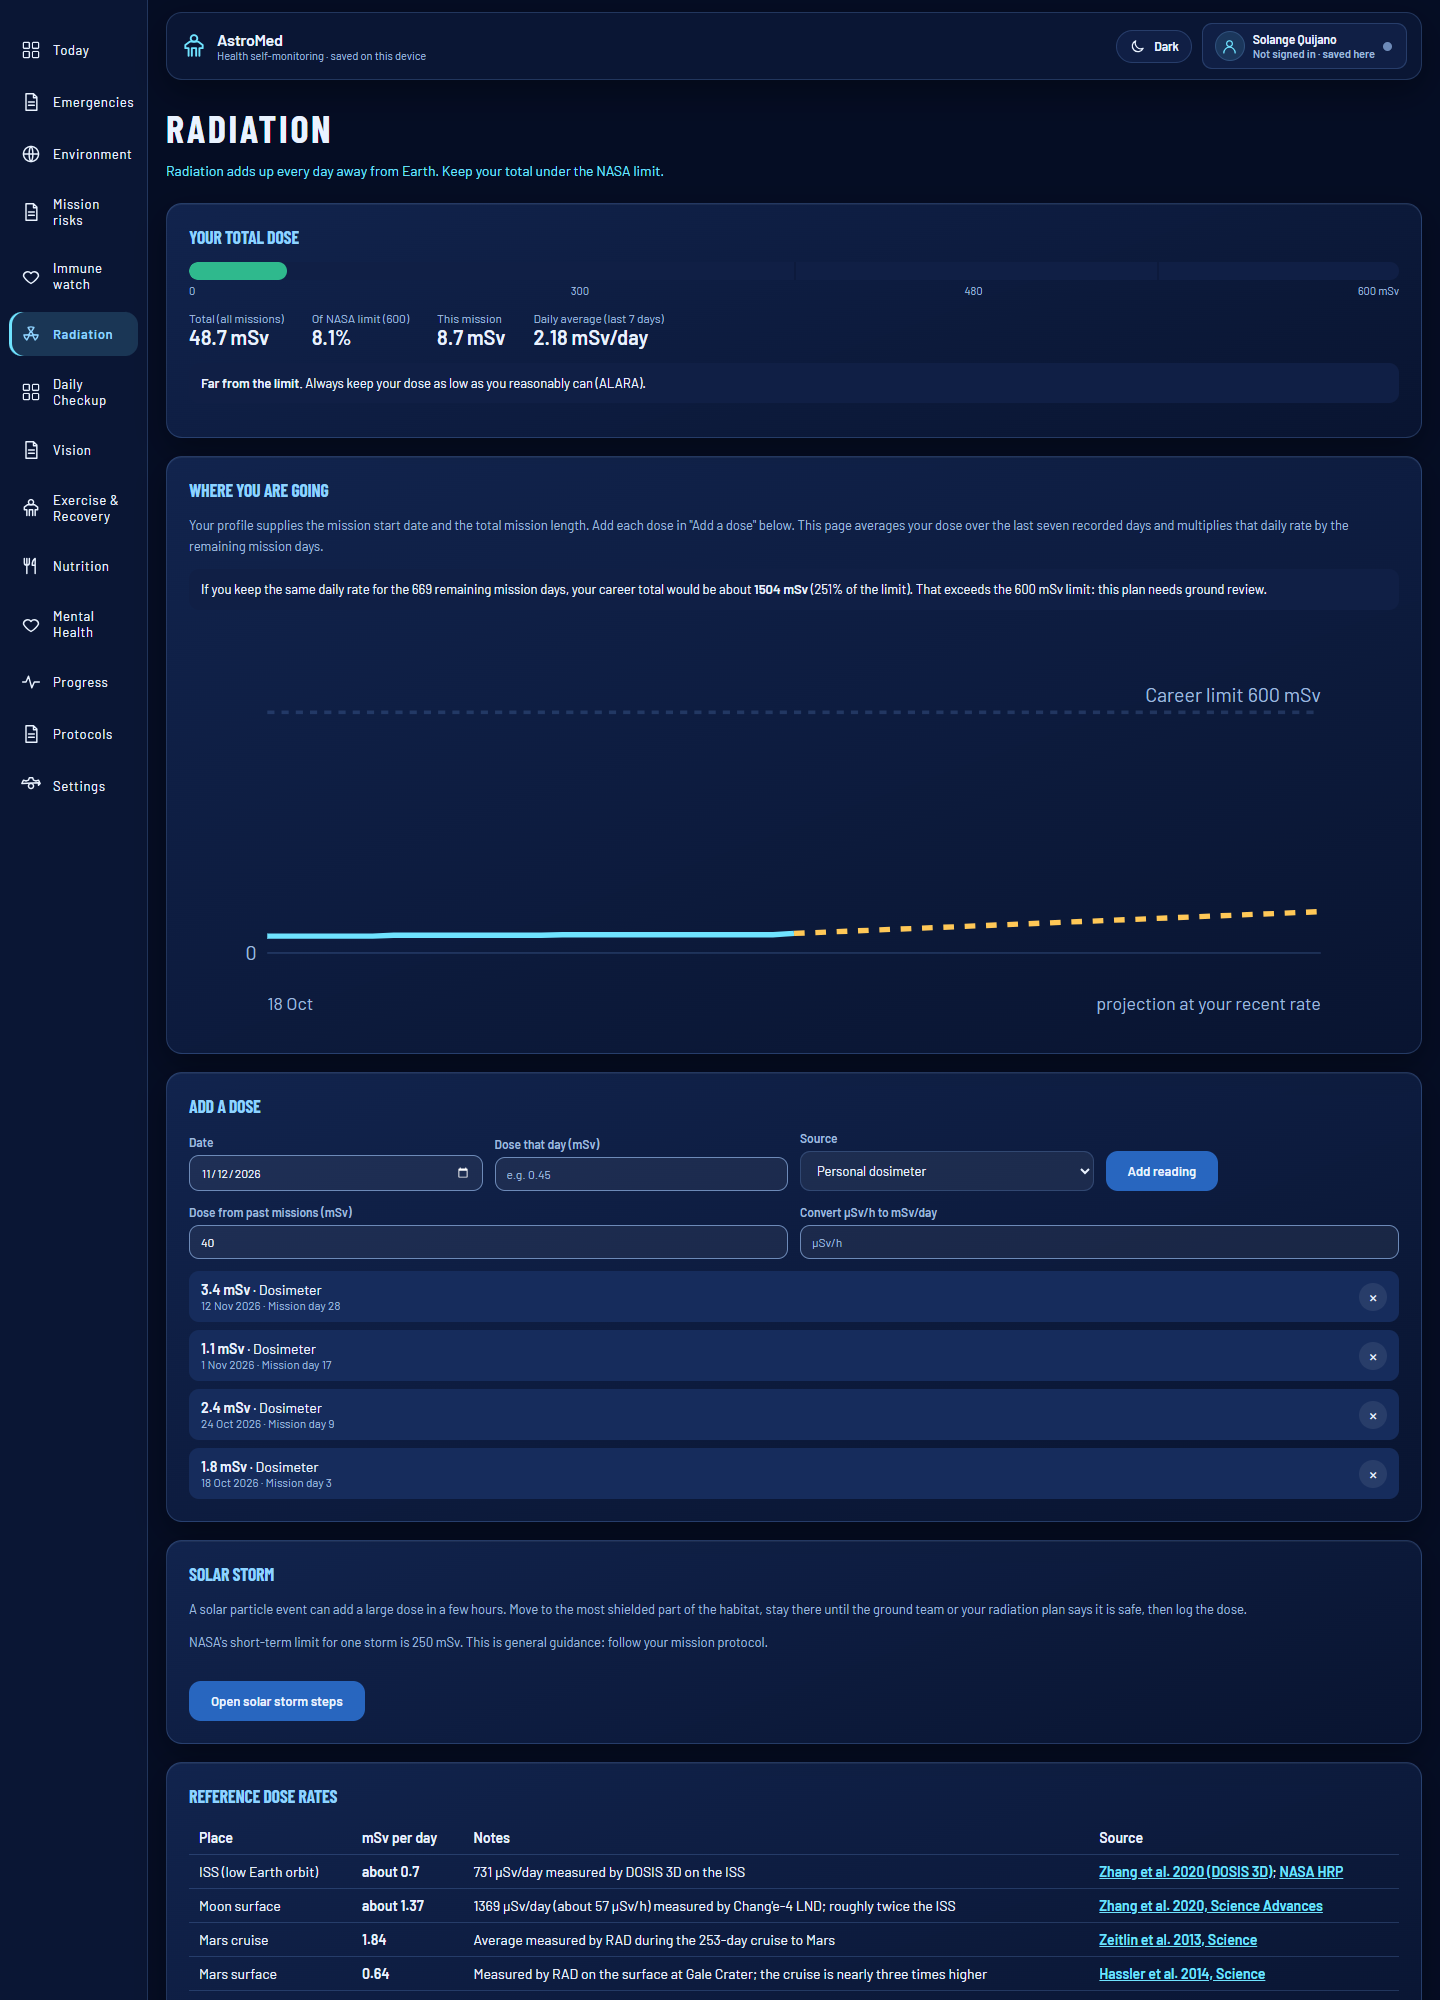 AstroMed
Health self-monitoring · saved on this device
Dark
Solange Quijano
Not signed in · saved here
Today
Emergencies
Environment
Mission
risks
Immune
watch
Radiation
Daily
Checkup
Vision
Exercise &
Recovery
Nutrition
Mental
Health
Progress
Protocols
Settings
RADIATION
Radiation adds up every day away from Earth. Keep your total under the NASA limit.
YOUR TOTAL DOSE
0 300 480 600 mSv
Total (all missions) Of NASA limit (600) This mission Daily average (last 7 days)
48.7 mSv 8.1% 8.7 mSv 2.18 mSv/day
Far from the limit. Always keep your dose as low as you reasonably can (ALARA).
WHERE YOU ARE GOING
Your profile supplies the mission start date and the total mission length. Add each dose in "Add a dose" below. This page averages your dose over the last seven recorded days and multiplies that daily rate by the
remaining mission days.
If you keep the same daily rate for the 669 remaining mission days, your career total would be about 1504 mSv (251% of the limit). That exceeds the 600 mSv limit: this plan needs ground review.
Career limit 600 mSv
0
18 Oct projection at your recent rate
ADD A DOSE
Date Dose that day (mSv) Source
11/12/2026 e.g. 0.45 Personal dosimeter Add reading
Dose from past missions (mSv) Convert µSv/h to mSv/day
40 µSv/h
3.4 mSv · Dosimeter
12 Nov 2026 · Mission day 28
×
1.1 mSv · Dosimeter
1 Nov 2026 · Mission day 17
×
2.4 mSv · Dosimeter
24 Oct 2026 · Mission day 9
×
1.8 mSv · Dosimeter
18 Oct 2026 · Mission day 3
×
SOLAR STORM
A solar particle event can add a large dose in a few hours. Move to the most shielded part of the habitat, stay there until the ground team or your radiation plan says it is safe, then log the dose.
NASA's short-term limit for one storm is 250 mSv. This is general guidance: follow your mission protocol.
Open solar storm steps
REFERENCE DOSE RATES
Place mSv per day Notes Source
ISS (low Earth orbit) about 0.7 731 µSv/day measured by DOSIS 3D on the ISS Zhang et al. 2020 (DOSIS 3D); NASA HRP
Moon surface about 1.37 1369 µSv/day (about 57 µSv/h) measured by Chang'e-4 LND; roughly twice the ISS Zhang et al. 2020, Science Advances
Mars cruise 1.84 Average measured by RAD during the 253-day cruise to Mars Zeitlin et al. 2013, Science
Mars surface 0.64 Measured by RAD on the surface at Gale Crater; the cruise is nearly three times higher Hassler et al. 2014, Science